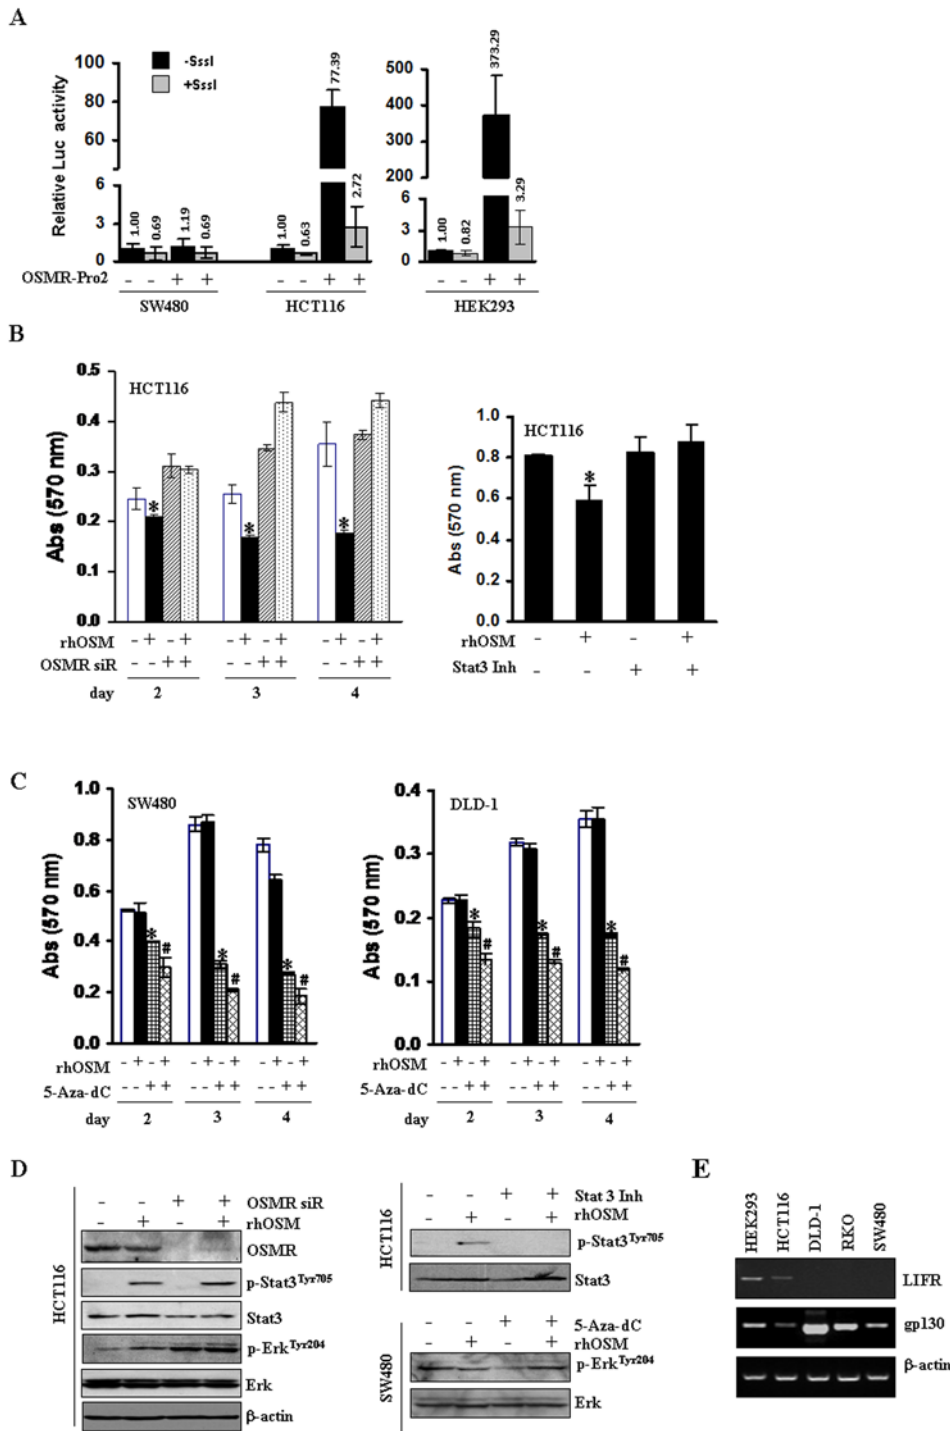 A
Relative Luc activity
100
80
60
6
3
0
-SssI
+SssI
1.00
0.69
1.19
0.69
1.00
0.63
77.39
2.72
500
400
300
200
6
3
0
1.00
0.82
373.29
3.29
OSMR-Pro2
- - + +
- - + +
- - + +
SW480
HCT116
HEK293
B
HCT116
Abs (570 nm)
0.5
0.4
0.3
0.2
0.1
0.0
* * *
rhOSM - + - + - + - + - + - +
OSMR siR - - + + - - + + - - + +
day 2 3 4
HCT116
Abs (570 nm)
1.0
0.8
0.6
0.4
0.2
0.0
*
rhOSM - + - +
Stat3 Inh - - + +
C
SW480
Abs (570 nm)
1.0
0.8
0.6
0.4
0.2
0.0
* # * # * #
rhOSM - + - + - + - + - + - +
5-Aza-dC - - + + - - + + - - + +
day 2 3 4
DLD-1
Abs (570 nm)
0.4
0.3
0.2
0.1
0.0
* # * # * #
rhOSM - + - + - + - + - + - +
5-Aza-dC - - + + - - + + - - + +
day 2 3 4
D
HCT116
- - + + OSMR siR
- + - + rhOSM
OSMR
p-Stat3Tyr705
Stat3
p-ErkTyr204
Erk
β-actin
HCT116
- - + + Stat 3 Inh
- + - + rhOSM
p-Stat3Tyr705
Stat3
SW480
- - + + 5-Aza-dC
- + - + rhOSM
p-ErkTyr204
Erk
E
HEK293
HCT116
DLD-1
RKO
SW480
LIFR
gp130
β-actin